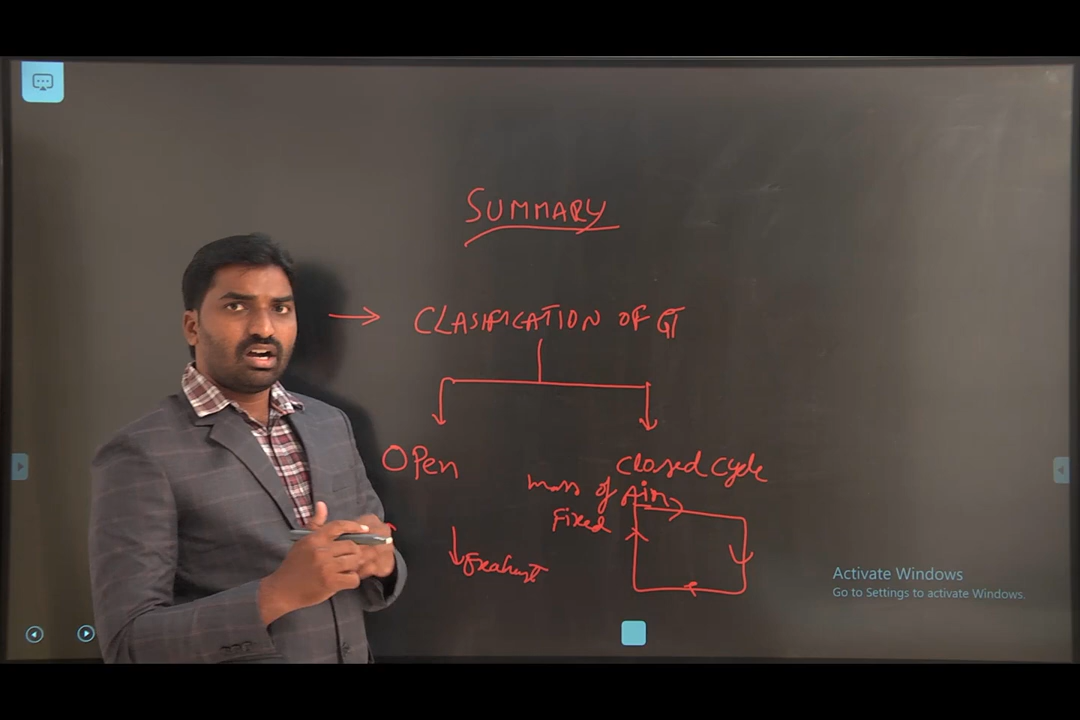 SUMMARY
→ CLASIFICATION OF GT
Open
Closed cycle
mass of Air
Fixed
Activate Windows
Go to Settings to activate Windows.